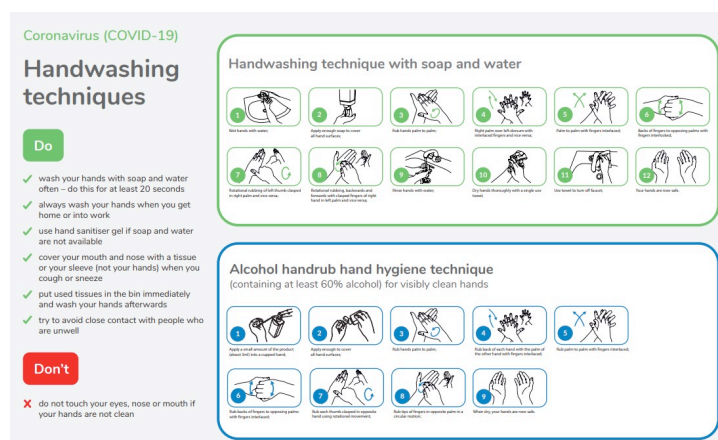 Coronavirus (COVID-19)
Handwashing
techniques
Do
wash your hands with soap and water
often – do this for at least 20 seconds
always wash your hands when you get
home or into work
use hand sanitiser gel if soap and water
are not available
cover your mouth and nose with a tissue
or your sleeve (not your hands) when you
cough or sneeze
put used tissues in the bin immediately
and wash your hands afterwards
try to avoid close contact with people who
are unwell
Don't
do not touch your eyes, nose or mouth if
your hands are not clean
Handwashing technique with soap and water
1
Wet hands with water;
2
Apply enough soap to cover
all hand surfaces;
3
Rub hands palm to palm;
4
Right palm over left dorsum with
interlaced fingers and vice versa;
5
Palm to palm with fingers interlaced;
6
Backs of fingers to opposing palms with
fingers interlocked;
7
Rotational rubbing of left thumb clasped
in right palm and vice versa;
8
Rotational rubbing, backwards and
forwards with clasped fingers of right
hand in left palm and vice versa;
9
Rinse hands with water;
10
Dry hands thoroughly with a single use
towel;
11
Use towel to turn off faucet;
12
Your hands are now safe.
Alcohol handrub hand hygiene technique
(containing at least 60% alcohol) for visibly clean hands
1
Apply a small amount of the product
(about 3ml) into a cupped hand;
2
Apply enough to cover
all hand surfaces;
3
Rub hands palm to palm;
4
Rub back of each hand with the palm of
the other hand with fingers interlaced;
5
Rub palm to palm with fingers interlaced;
6
Rub backs of fingers to opposing palms
with fingers interlaced;
7
Rub each thumb clasped in opposite
hand using rotational movement;
8
Rub tips of fingers in opposite palm in a
circular motion;
9
When dry, your hands are safe.